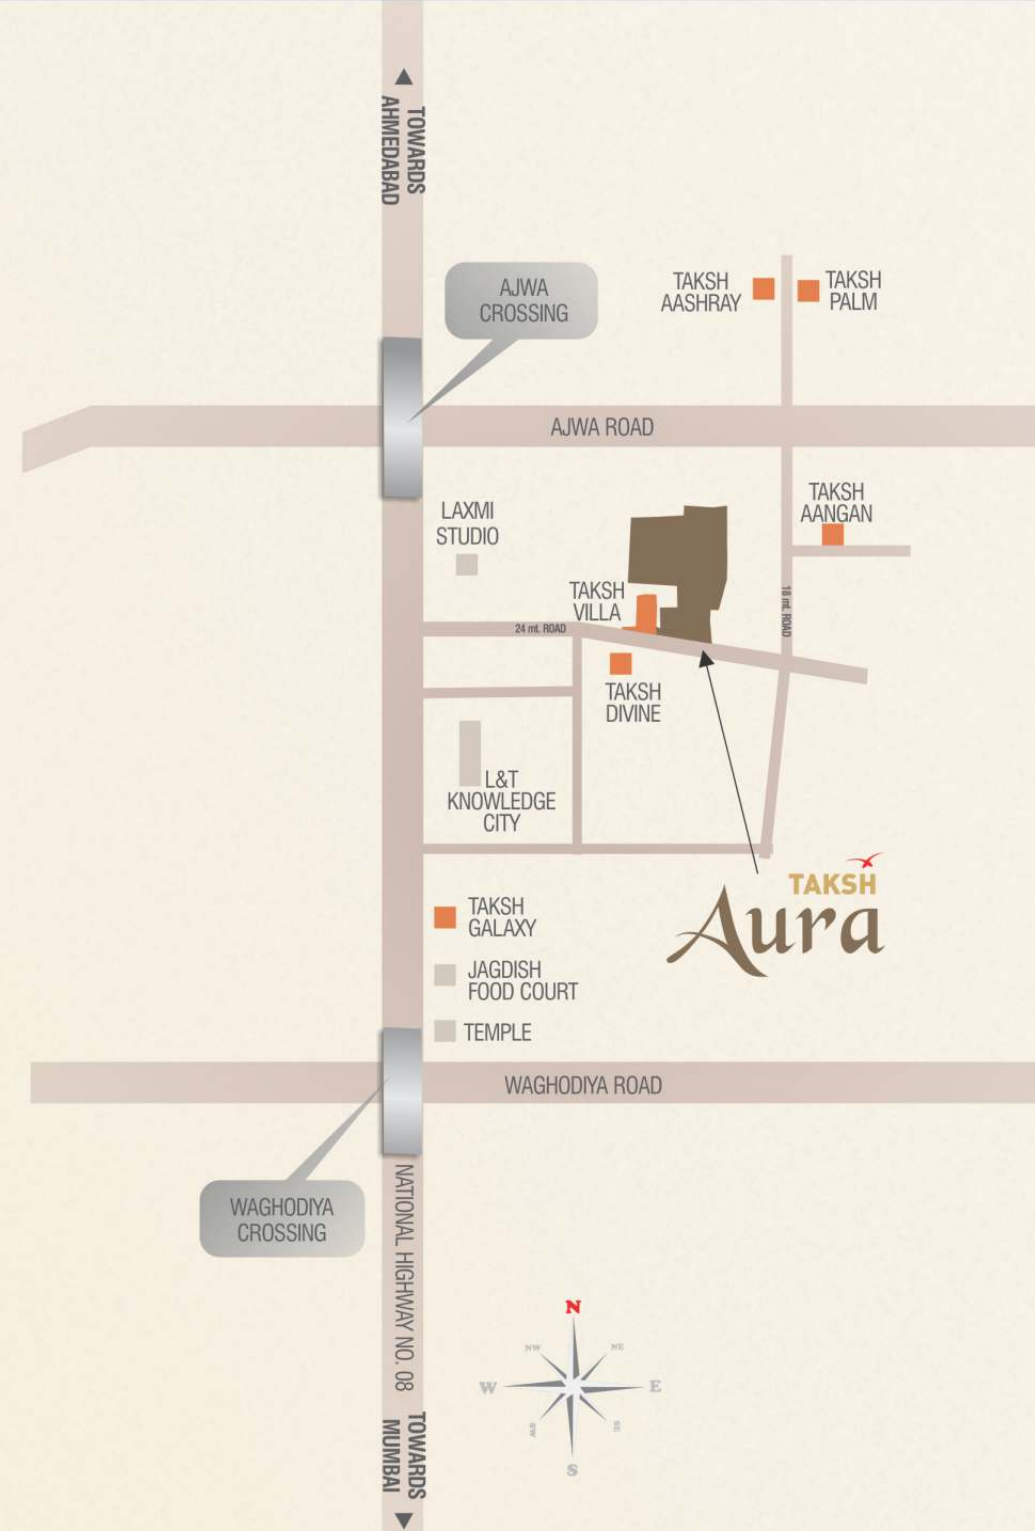 TOWARDS
AHMEDABAD
AJWA
CROSSING
TAKSH
AASHRAY
TAKSH
PALM
AJWA ROAD
LAXMI
STUDIO
TAKSH
AANGAN
TAKSH
VILLA
18 mt. ROAD
24 mt. ROAD
TAKSH
DIVINE
L&T
KNOWLEDGE
CITY
TAKSH
Aura
TAKSH
GALAXY
JAGDISH
FOOD COURT
TEMPLE
WAGHODIYA ROAD
WAGHODIYA
CROSSING
NATIONAL HIGHWAY NO. 08
N
NW
NE
W
E
SW
SE
S
TOWARDS
MUMBAI